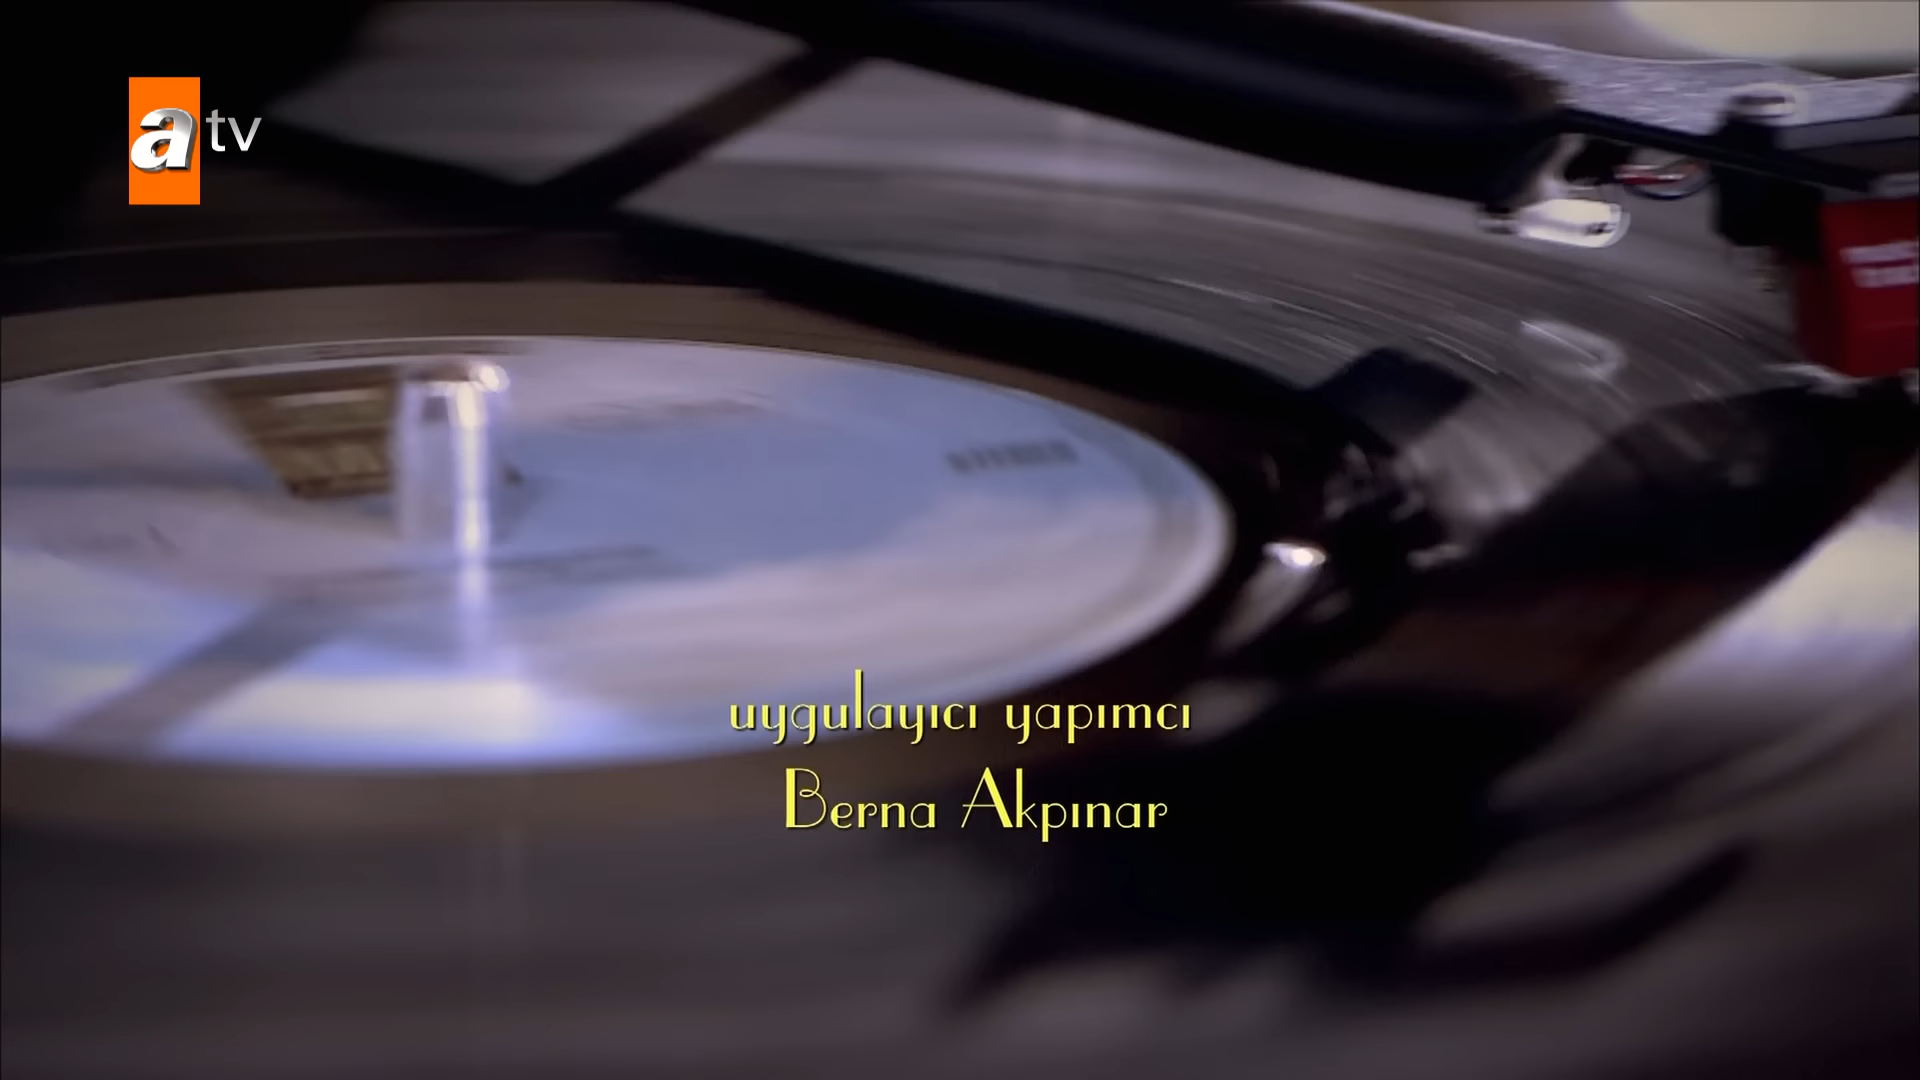 atv
uygulayıcı yapımcı
Berna Akpınar